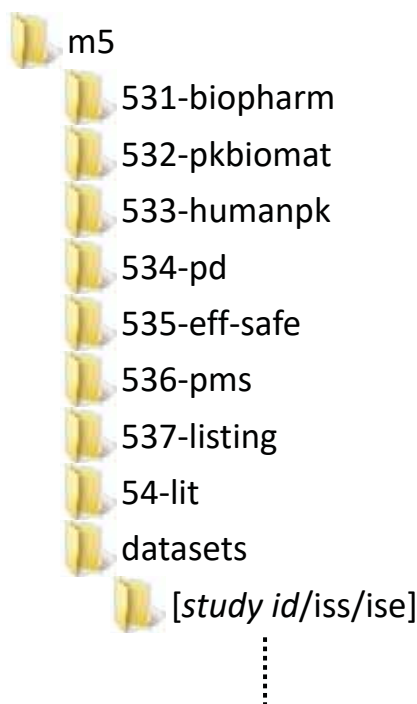 m5
531-biopharm
532-pkbiomat
533-humanpk
534-pd
535-eff-safe
536-pms
537-listing
54-lit
datasets
[study id/iss/ise]